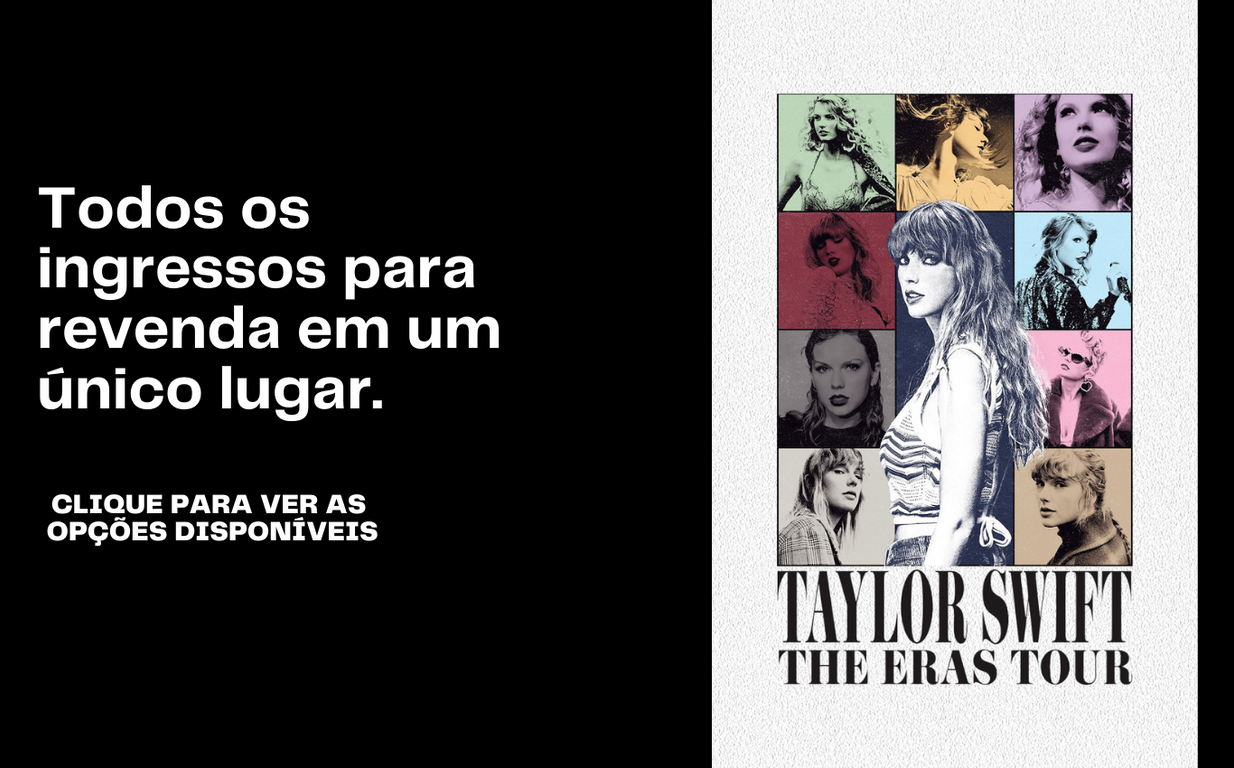 Todos os
ingressos para
revenda em um
único lugar.
CLIQUE PARA VER AS
OPÇÕES DISPONÍVEIS
TAYLOR SWIFT
THE ERAS TOUR